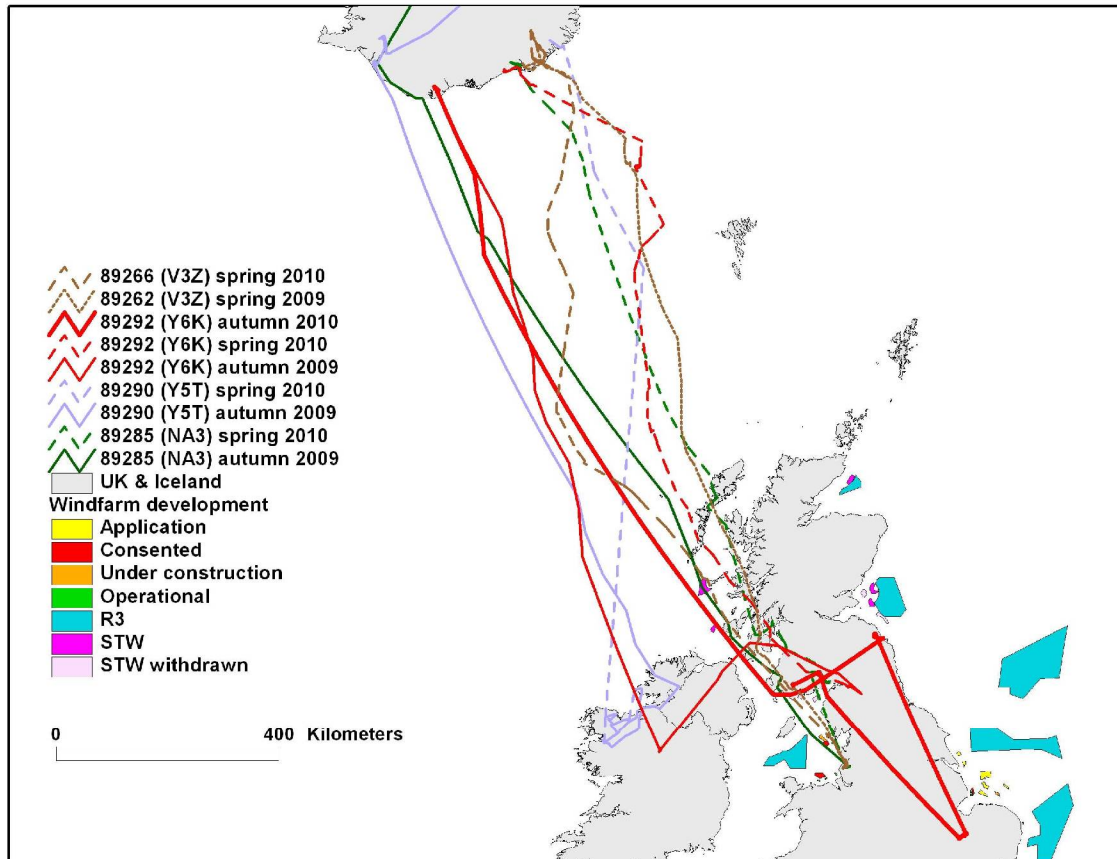 89266 (V3Z) spring 2010
89262 (V3Z) spring 2009
89292 (Y6K) autumn 2010
89292 (Y6K) spring 2010
89292 (Y6K) autumn 2009
89290 (Y5T) spring 2010
89290 (Y5T) autumn 2009
89285 (NA3) spring 2010
89285 (NA3) autumn 2009
UK & Iceland
Windfarm development
Application
Consented
Under construction
Operational
R3
STW
STW withdrawn
0 400 Kilometers